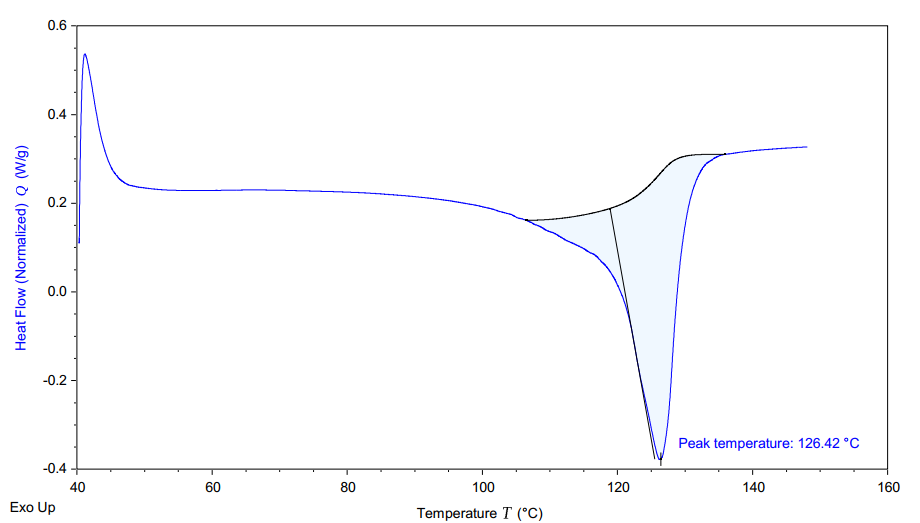 0.6
0.4
0.2
0.0
-0.2
-0.4
Heat Flow (Normalized) Q (W/g)
Peak temperature: 126.42 °C
40 60 80 100 120 140 160
Exo Up
Temperature T (°C)